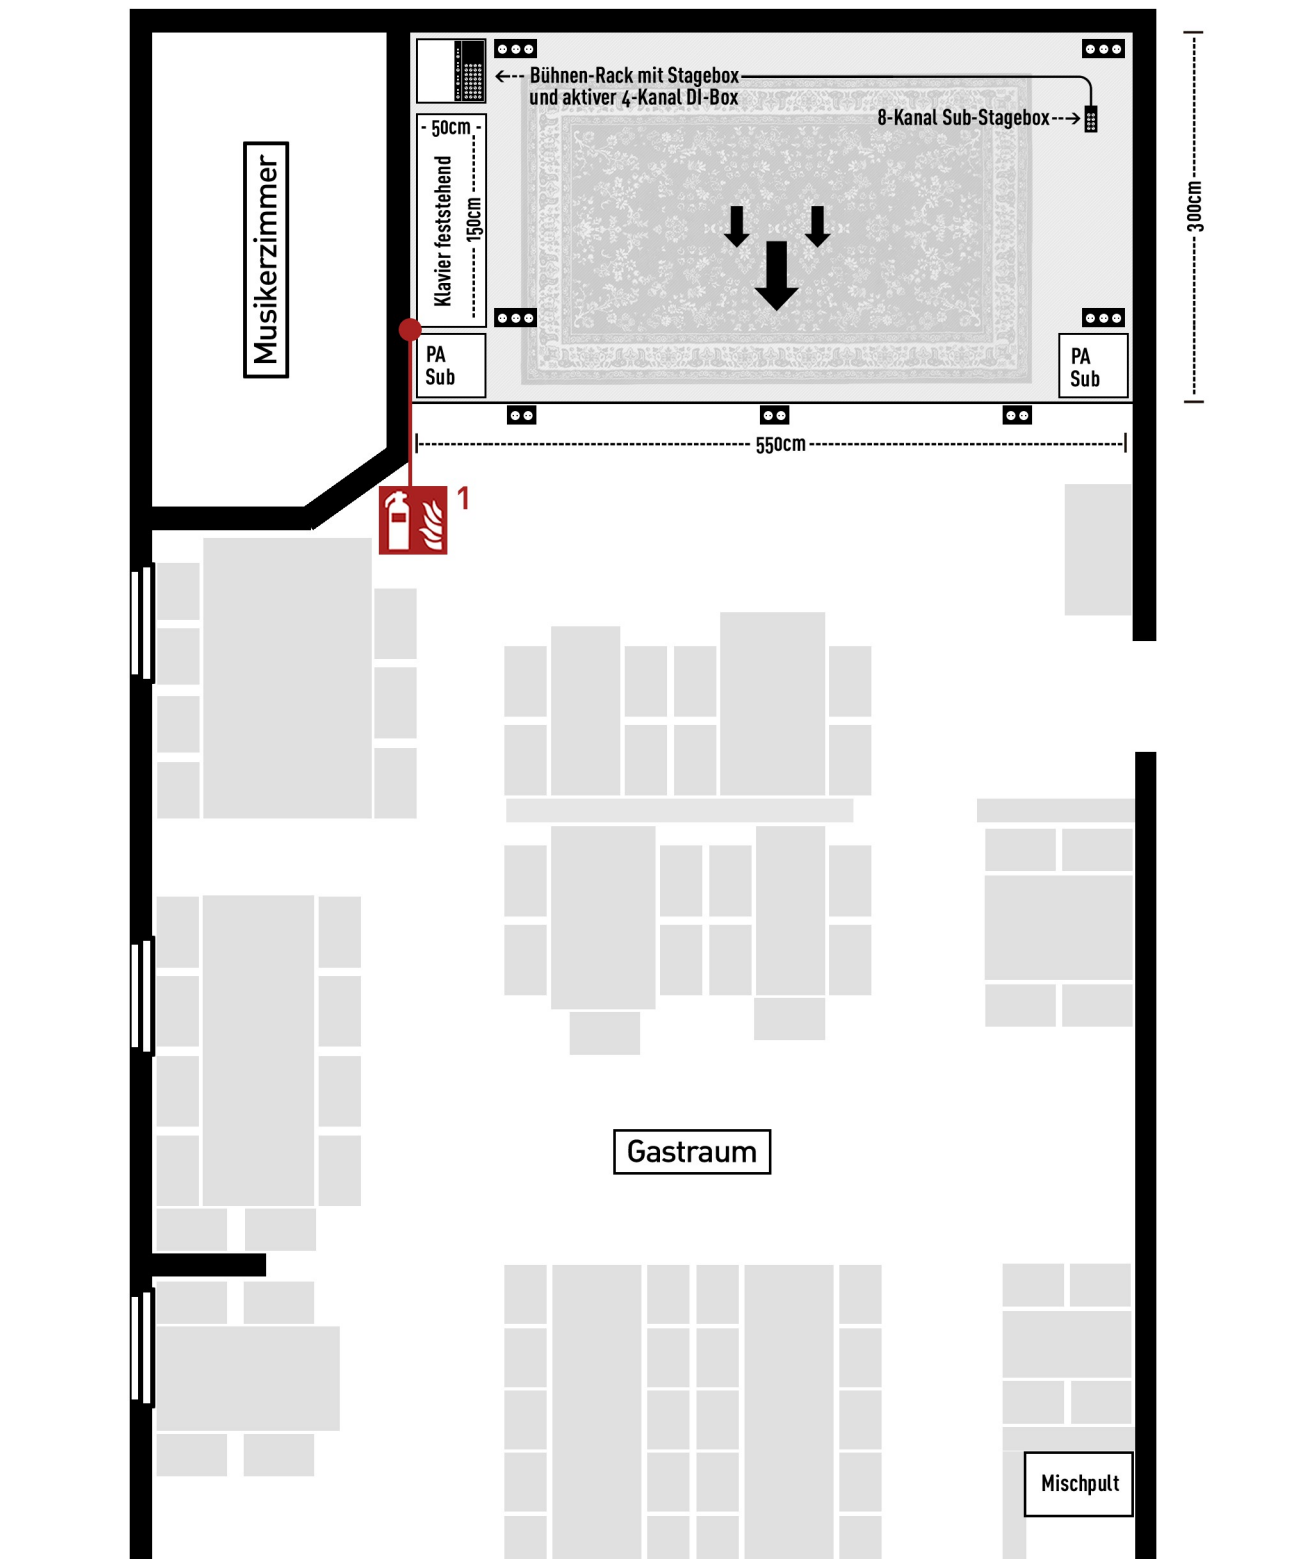 Bühnen-Rack mit Stagebox
und aktiver 4-Kanal DI-Box
8-Kanal Sub-Stagebox
50cm
Klavier feststehend
150cm
300cm
Musikerzimmer
PA
Sub
PA
Sub
550cm
1
Gastraum
Mischpult